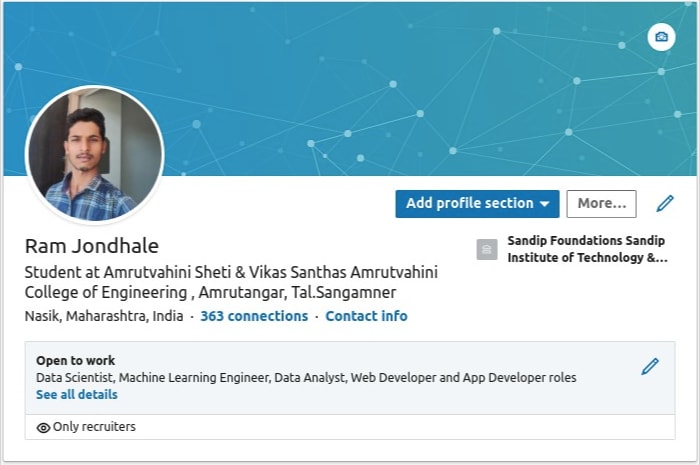 Add profile section
More...
Ram Jondhale
Sandip Foundations Sandip
Institute of Technology &...
Student at Amrutvahini Sheti & Vikas Santhas Amrutvahini
College of Engineering , Amrutangar, Tal.Sangamner
Nasik, Maharashtra, India · 363 connections · Contact info
Open to work
Data Scientist, Machine Learning Engineer, Data Analyst, Web Developer and App Developer roles
See all details
Only recruiters